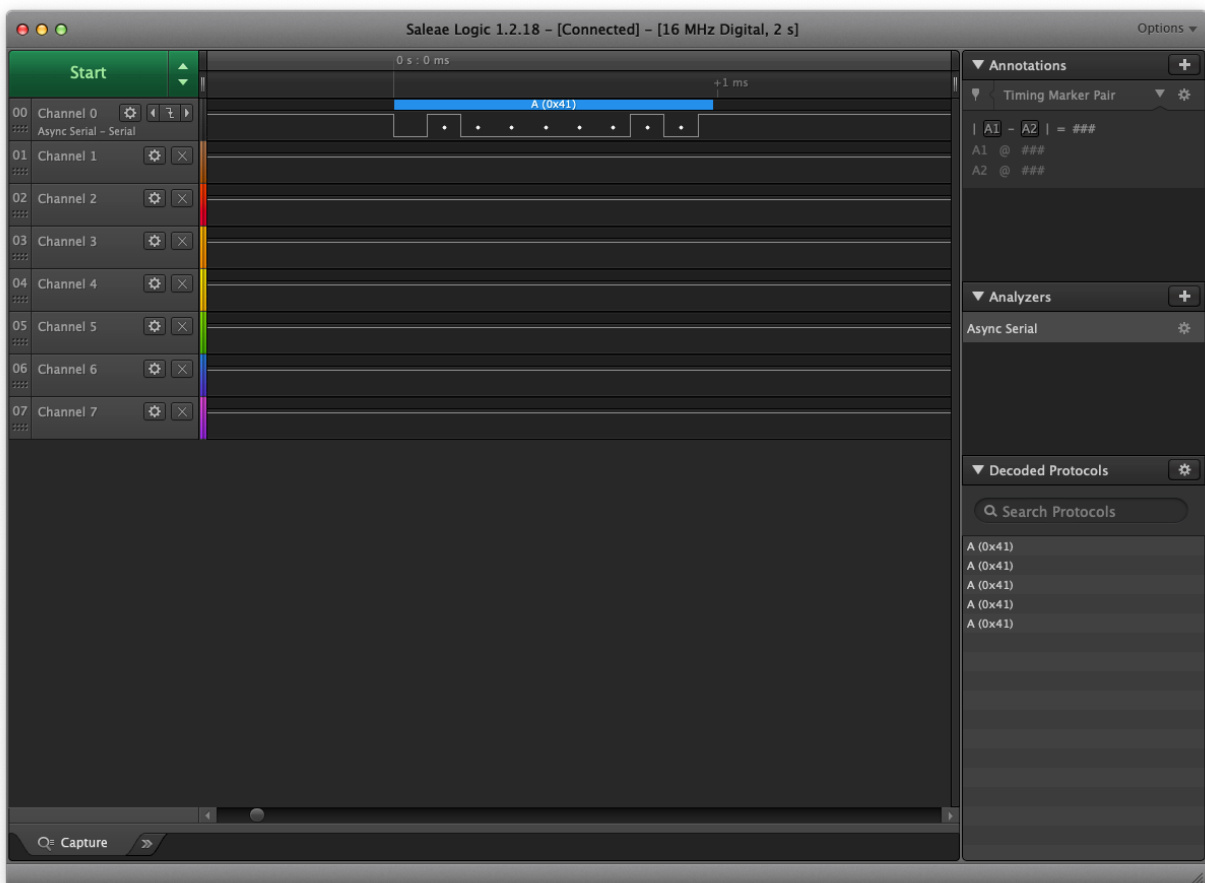 Saleae Logic 1.2.18 – [Connected] – [16 MHz Digital, 2 s]
Options
Start
0 s : 0 ms
+1 ms
00 Channel 0
Async Serial – Serial
A (0x41)
01 Channel 1
02 Channel 2
03 Channel 3
04 Channel 4
05 Channel 5
06 Channel 6
07 Channel 7
Capture
Annotations
Timing Marker Pair
| A1 – A2 | = ###
A1 @ ###
A2 @ ###
Analyzers
Async Serial
Decoded Protocols
Search Protocols
A (0x41)
A (0x41)
A (0x41)
A (0x41)
A (0x41)